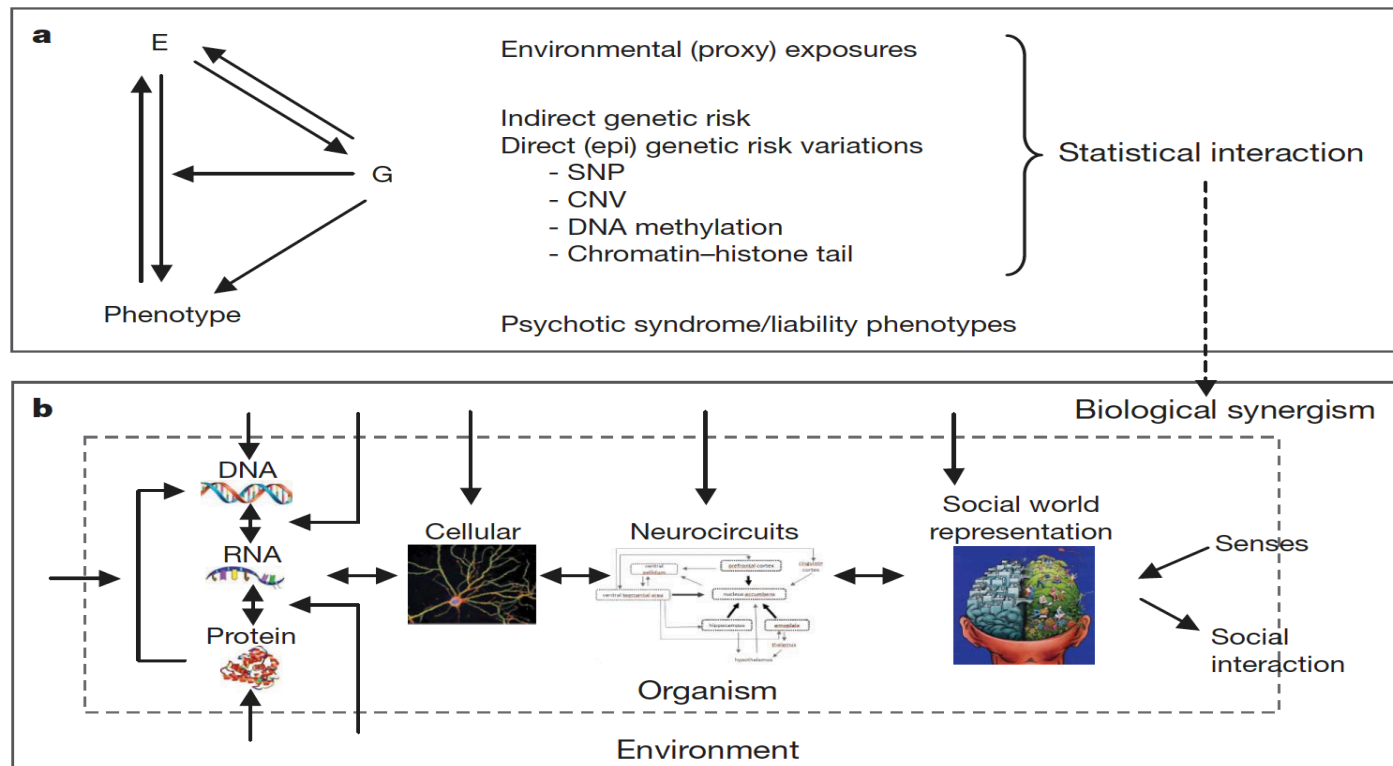 a
E
G
Phenotype
Environmental (proxy) exposures
Indirect genetic risk
Direct (epi) genetic risk variations
- SNP
- CNV
- DNA methylation
- Chromatin–histone tail
Psychotic syndrome/liability phenotypes
Statistical interaction
b
Biological synergism
DNA
RNA
Protein
Cellular
Neurocircuits
prefrontal cortex
nucleus accumbens
hippocampus
thalamus
hypothalamus
Social world
representation
Senses
Social
interaction
Organism
Environment